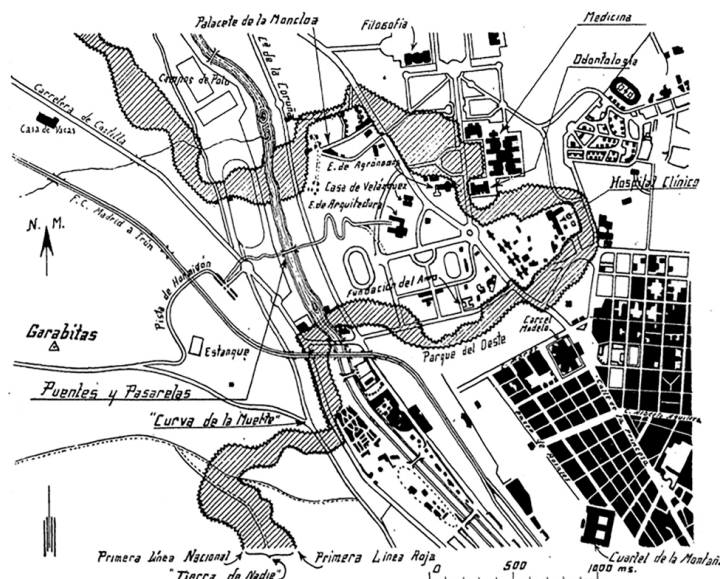 Palacete de la Moncloa
Filosofía
Medicina
Odontología
Campos de Polo
Ca de la Coruña
Carretera de Castilla
Casa de Vacas
E. de Agrónomos
Casa de Velázquez
E. de Arquitectura
Hospital Clínico
N. M.
F.C. Madrid a Irún
Pista de Hormigón
Fundación del Amo
Carcel
Modelo
Garabitas
Estanque
Parque del Oeste
Puentes y Pasarelas
"Curva de la Muerte"
Primera Línea Nacional
Primera Linea Roja
"Tierra de Nadie"
Cuartel de la Montaña
0 500 1000 ms.